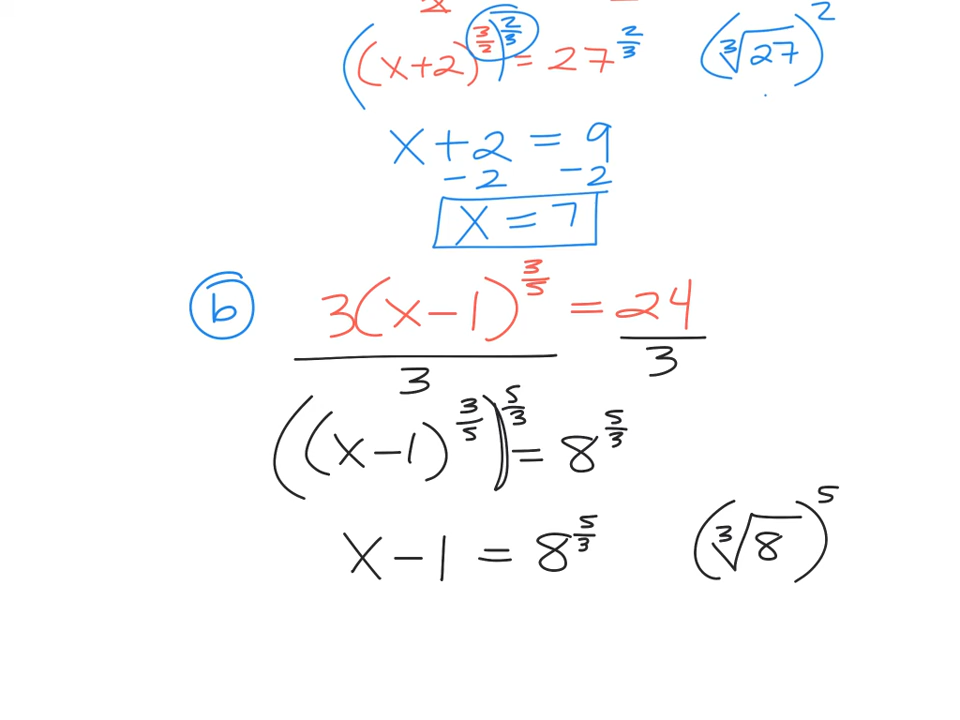 ((x+2)^{3/2})^{2/3} = 27^{2/3} (∛27)^2
x+2 = 9
-2 -2
x = 7
b 3(x-1)^{3/5} = 24
3 3
((x-1)^{3/5})^{5/3} = 8^{5/3}
x-1 = 8^{5/3} (∛8)^5